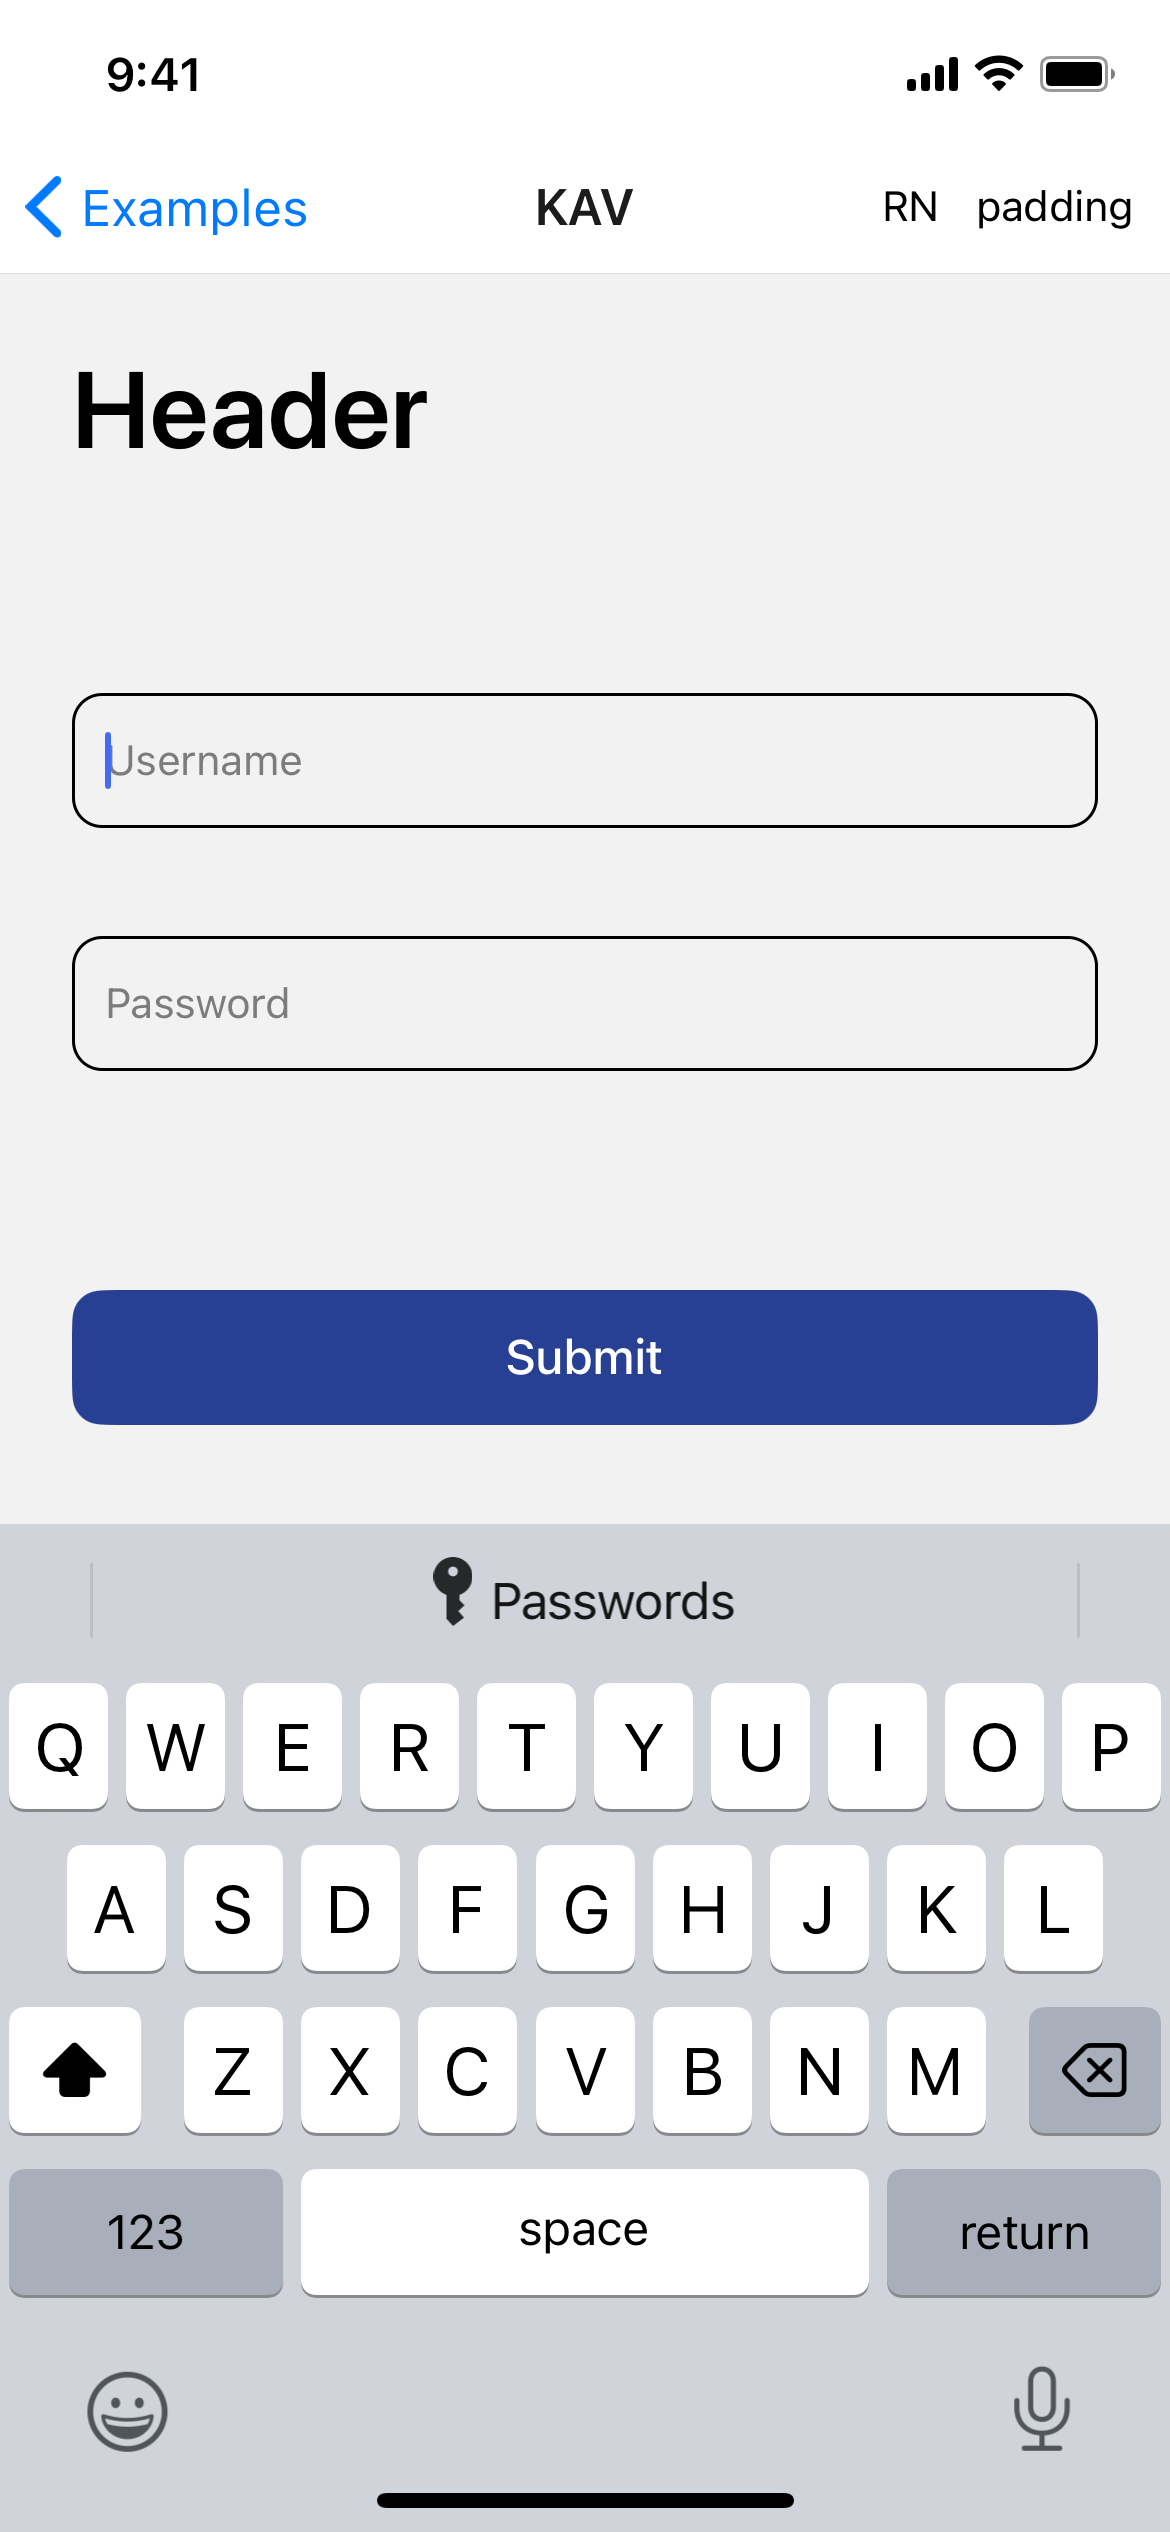 9:41
Examples KAV RN padding
Header
Username
Password
Submit
Passwords
Q W E R T Y U I O P
A S D F G H J K L
Z X C V B N M
123 space return